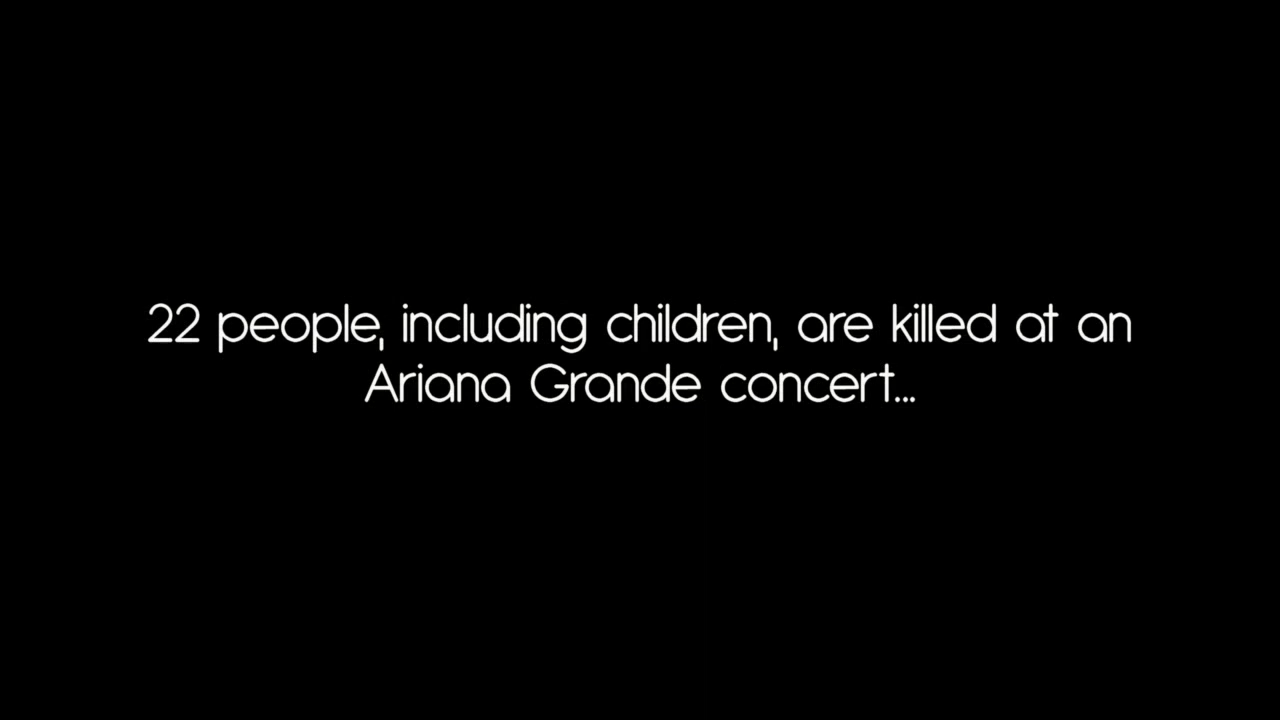 22 people, including children, are killed at an
Ariana Grande concert...